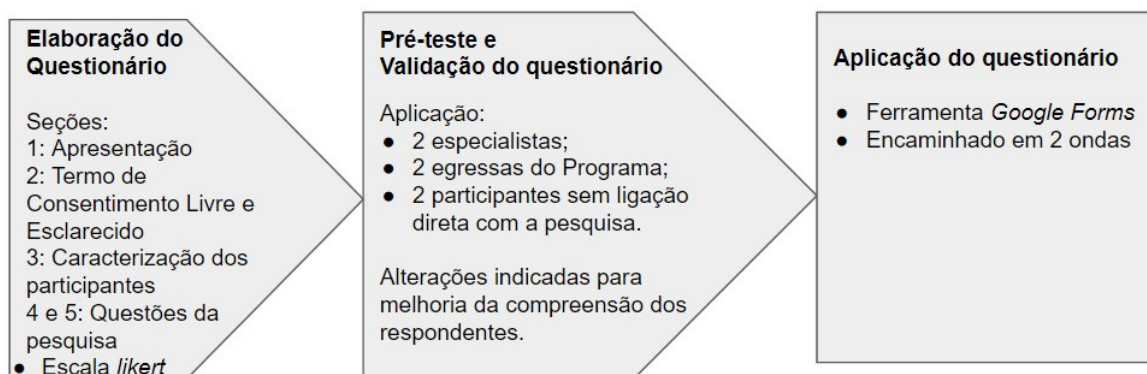 Elaboração do
Questionário
Seções:
1: Apresentação
2: Termo de
Consentimento Livre e
Esclarecido
3: Caracterização dos
participantes
4 e 5: Questões da
pesquisa
● Escala likert
Pré-teste e
Validação do questionário
Aplicação:
● 2 especialistas;
● 2 egressas do Programa;
● 2 participantes sem ligação
direta com a pesquisa.
Alterações indicadas para
melhoria da compreensão dos
respondentes.
Aplicação do questionário
● Ferramenta Google Forms
● Encaminhado em 2 ondas